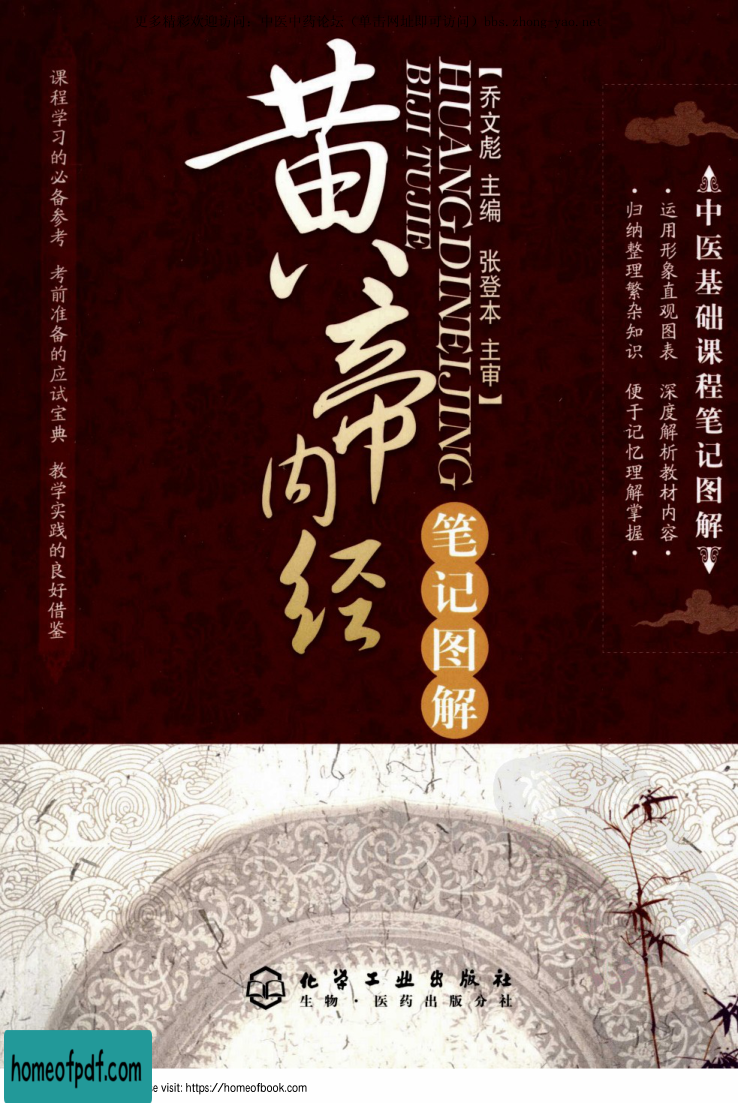 中医基础课程笔记图解
·运用形象直观图表 深度解析教材内容·
·归纳整理繁杂知识 便于记忆理解掌握·
【乔文彪 主编 张登本 主审】
HUANGDINEIJING
BIJI TUJIE
黄帝内经
笔记图解
课程学习的必备参考 考前准备的应试宝典 教学实践的良好借鉴
化学工业出版社
生物·医药出版分社
homeofpdf.com
visit: https://homeofbook.com